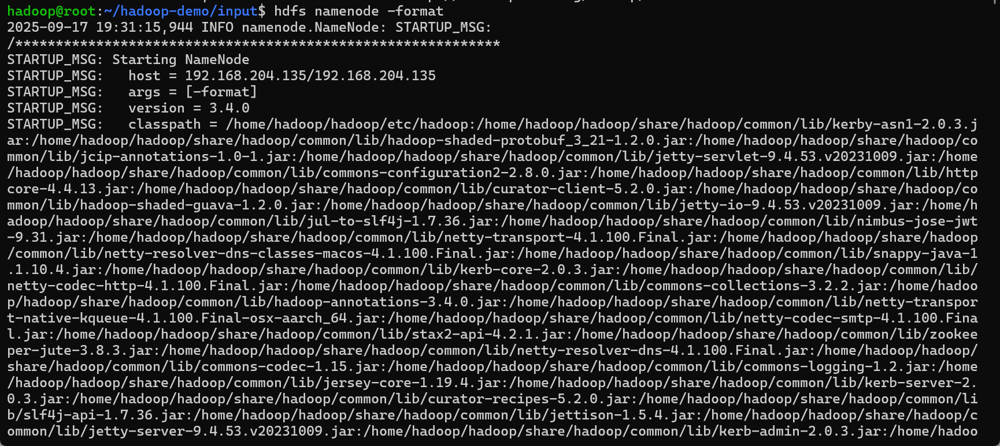 hadoop@root:~/hadoop-demo/input$ hdfs namenode -format
2025-09-17 19:31:15,944 INFO namenode.NameNode: STARTUP_MSG:
/************************************************************
STARTUP_MSG: Starting NameNode
STARTUP_MSG:   host = 192.168.204.135/192.168.204.135
STARTUP_MSG:   args = [-format]
STARTUP_MSG:   version = 3.4.0
STARTUP_MSG:   classpath = /home/hadoop/hadoop/etc/hadoop:/home/hadoop/hadoop/share/hadoop/common/lib/kerby-asn1-2.0.3.j
ar:/home/hadoop/hadoop/share/hadoop/common/lib/hadoop-shaded-protobuf_3_21-1.2.0.jar:/home/hadoop/hadoop/share/hadoop/co
mmon/lib/jcip-annotations-1.0-1.jar:/home/hadoop/hadoop/share/hadoop/common/lib/jetty-servlet-9.4.53.v20231009.jar:/home
/hadoop/hadoop/share/hadoop/common/lib/commons-configuration2-2.8.0.jar:/home/hadoop/hadoop/share/hadoop/common/lib/http
core-4.4.13.jar:/home/hadoop/hadoop/share/hadoop/common/lib/curator-client-5.2.0.jar:/home/hadoop/hadoop/share/hadoop/co
mmon/lib/hadoop-shaded-guava-1.2.0.jar:/home/hadoop/hadoop/share/hadoop/common/lib/jetty-io-9.4.53.v20231009.jar:/home/h
adoop/hadoop/share/hadoop/common/lib/jul-to-slf4j-1.7.36.jar:/home/hadoop/hadoop/share/hadoop/common/lib/nimbus-jose-jwt
-9.31.jar:/home/hadoop/hadoop/share/hadoop/common/lib/netty-transport-4.1.100.Final.jar:/home/hadoop/hadoop/share/hadoop
/common/lib/netty-resolver-dns-classes-macos-4.1.100.Final.jar:/home/hadoop/hadoop/share/hadoop/common/lib/snappy-java-1
.1.10.4.jar:/home/hadoop/hadoop/share/hadoop/common/lib/kerb-core-2.0.3.jar:/home/hadoop/hadoop/share/hadoop/common/lib/
netty-codec-http-4.1.100.Final.jar:/home/hadoop/hadoop/share/hadoop/common/lib/commons-collections-3.2.2.jar:/home/hadoo
p/hadoop/share/hadoop/common/lib/hadoop-annotations-3.4.0.jar:/home/hadoop/hadoop/share/hadoop/common/lib/netty-transpor
t-native-kqueue-4.1.100.Final-osx-aarch_64.jar:/home/hadoop/hadoop/share/hadoop/common/lib/netty-codec-smtp-4.1.100.Fina
l.jar:/home/hadoop/hadoop/share/hadoop/common/lib/stax2-api-4.2.1.jar:/home/hadoop/hadoop/share/hadoop/common/lib/zookee
per-jute-3.8.3.jar:/home/hadoop/hadoop/share/hadoop/common/lib/netty-resolver-dns-4.1.100.Final.jar:/home/hadoop/hadoop/
share/hadoop/common/lib/commons-codec-1.15.jar:/home/hadoop/hadoop/share/hadoop/common/lib/commons-logging-1.2.jar:/home
/hadoop/hadoop/share/hadoop/common/lib/jersey-core-1.19.4.jar:/home/hadoop/hadoop/share/hadoop/common/lib/kerb-server-2.
0.3.jar:/home/hadoop/hadoop/share/hadoop/common/lib/curator-recipes-5.2.0.jar:/home/hadoop/hadoop/share/hadoop/common/li
b/slf4j-api-1.7.36.jar:/home/hadoop/hadoop/share/hadoop/common/lib/jettison-1.5.4.jar:/home/hadoop/hadoop/share/hadoop/c
ommon/lib/jetty-server-9.4.53.v20231009.jar:/home/hadoop/hadoop/share/hadoop/common/lib/kerb-admin-2.0.3.jar:/home/hadoo